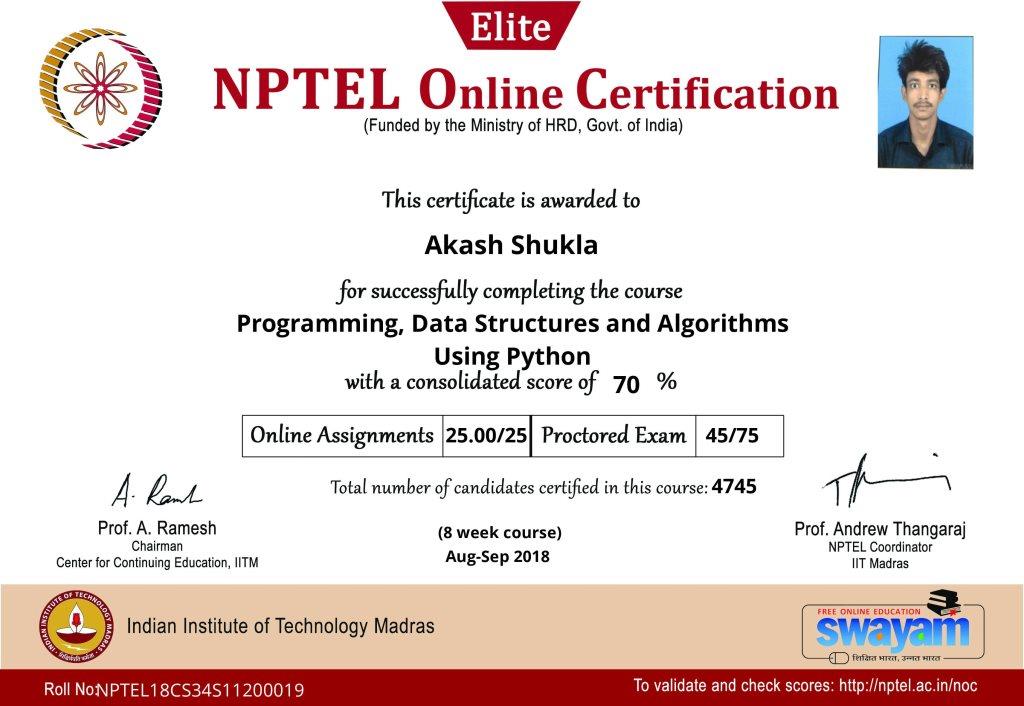 Elite
NPTEL Online Certification
(Funded by the Ministry of HRD, Govt. of India)
This certificate is awarded to
Akash Shukla
for successfully completing the course
Programming, Data Structures and Algorithms
Using Python
with a consolidated score of 70 %
Online Assignments 25.00/25 Proctored Exam 45/75
Total number of candidates certified in this course: 4745
A. Ramesh
Prof. A. Ramesh
Chairman
Center for Continuing Education, IITM
(8 week course)
Aug-Sep 2018
Prof. Andrew Thangaraj
NPTEL Coordinator
IIT Madras
INDIAN INSTITUTE OF TECHNOLOGY MADRAS
Indian Institute of Technology Madras
FREE ONLINE EDUCATION
swayam
शिक्षित भारत, उन्नत भारत
Roll No:NPTEL18CS34S11200019
To validate and check scores: http://nptel.ac.in/noc